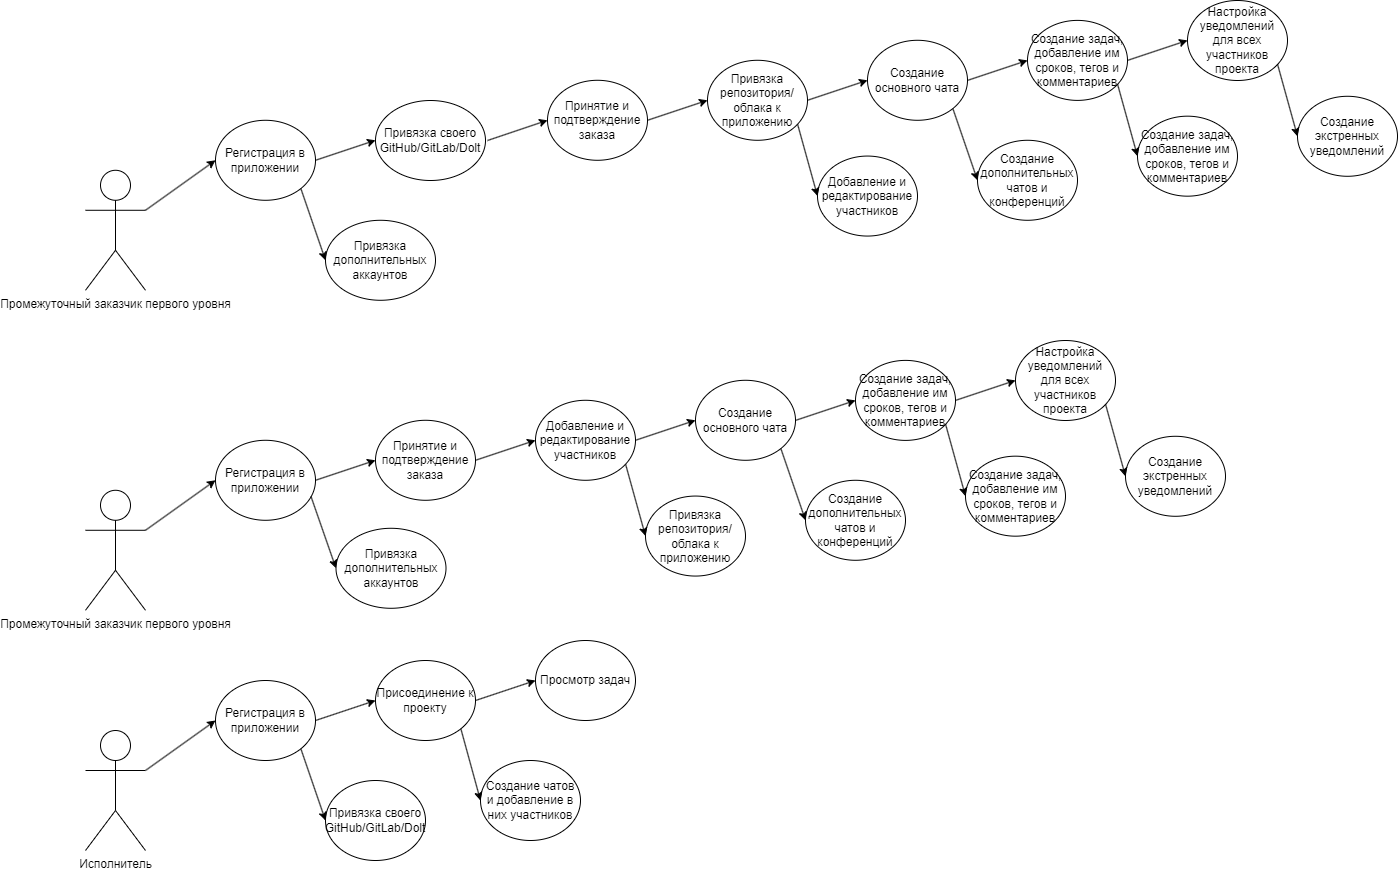 Регистрация в
приложении
Привязка своего
GitHub/GitLab/Dolt
Принятие и
подтверждение
заказа
Привязка
репозитория/
облака к
приложению
Создание
основного чата
Создание задач,
добавление им
сроков, тегов и
комментариев
Настройка
уведомлений
для всех
участников
проекта
Привязка
дополнительных
аккаунтов
Добавление и
редактирование
участников
Создание
дополнительных
чатов и
конференций
Создание задач,
добавление им
сроков, тегов и
комментариев
Создание
экстренных
уведомлений
Промежуточный заказчик первого уровня
Регистрация в
приложении
Принятие и
подтверждение
заказа
Добавление и
редактирование
участников
Создание
основного чата
Создание задач,
добавление им
сроков, тегов и
комментариев
Настройка
уведомлений
для всех
участников
проекта
Привязка
дополнительных
аккаунтов
Привязка
репозитория/
облака к
приложению
Создание
дополнительных
чатов и
конференций
Создание задач,
добавление им
сроков, тегов и
комментариев
Создание
экстренных
уведомлений
Промежуточный заказчик первого уровня
Регистрация в
приложении
Присоединение к
проекту
Просмотр задач
Привязка своего
GitHub/GitLab/Dolt
Создание чатов
и добавление в
них участников
Исполнитель